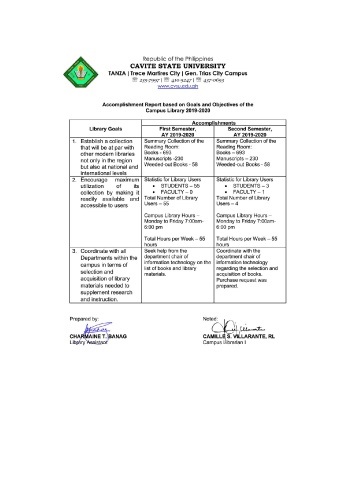 Republic of the Philippines
CAVITE STATE UNIVERSITY
TANZA | Trece Martires City | Gen. Trias City Campus
www.cvsu.edu.ph
Accomplishment Report based on Goals and Objectives of the
Campus Library 2019-2020
Library Goals
Accomplishments
First Semester,
AY 2019-2020
Second Semester,
AY 2019-2020
1. Establish a collection
that will be at par with
other modern libraries
not only in the region
but also at national and
international levels
Summary Collection of the
Reading Room:
Books - 693
Manuscripts -230
Weeded-out Books - 58
Summary Collection of the
Reading Room:
Books – 693
Manuscripts – 230
Weeded-out Books - 58
2. Encourage maximum
utilization of its
collection by making it
readily available and
accessible to users
Statistic for Library Users
• STUDENTS – 55
• FACULTY – 0
Total Number of Library
Users – 55
Campus Library Hours –
Monday to Friday 7:00am-
6:00 pm
Total Hours per Week – 55
hours
Statistic for Library Users
• STUDENTS – 3
• FACULTY – 1
Total Number of Library
Users – 4
Campus Library Hours –
Monday to Friday 7:00am-
6:00 pm
Total Hours per Week – 55
hours
3. Coordinate with all
Departments within the
campus in terms of
selection and
acquisition of library
materials needed to
supplement research
and instruction.
Selection from the
department chair of
information technology on the
list of books and library
materials.
Coordinate with the
department chair of
information technology
regarding the selection and
acquisition of books.
Purchase request was
prepared.
Prepared by:
CHARMAINE T. BANAG
Library Assistant
Noted:
CAMILLE S. VILLARANTE, RL
Campus Librarian I